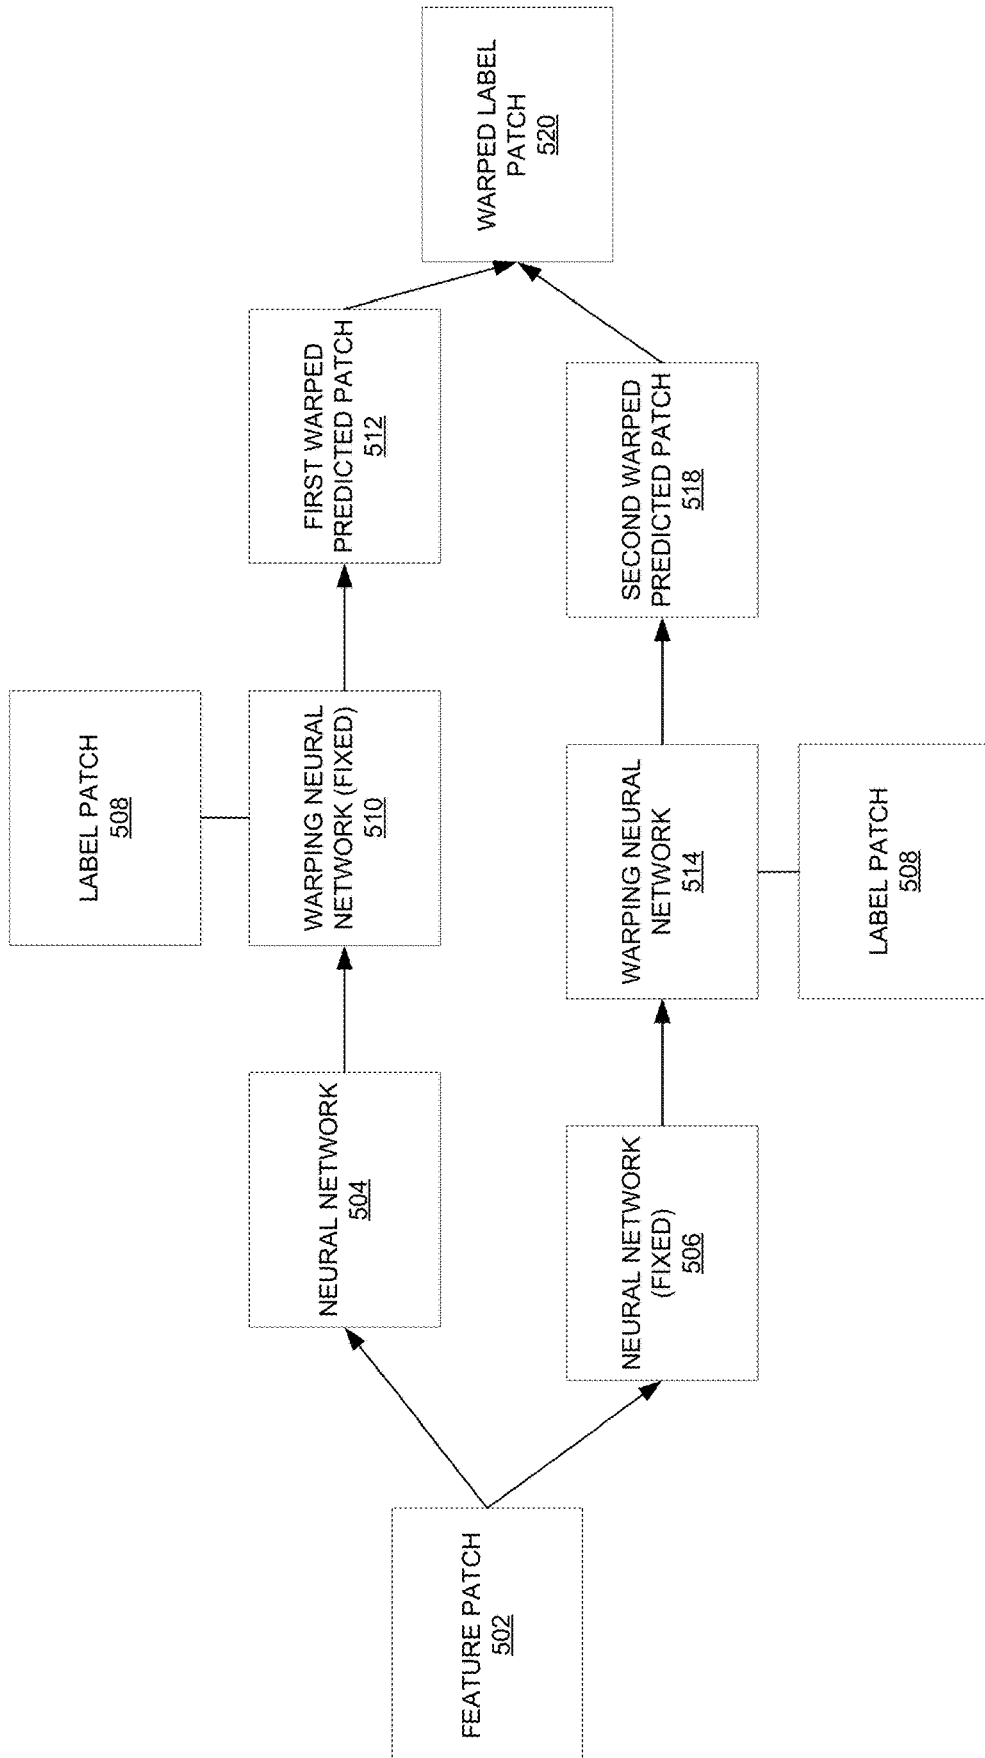 FEATURE PATCH
502
NEURAL NETWORK
504
NEURAL NETWORK
(FIXED)
506
LABEL PATCH
508
WARPING NEURAL
NETWORK (FIXED)
510
WARPING NEURAL
NETWORK
514
LABEL PATCH
508
FIRST WARPED
PREDICTED PATCH
512
SECOND WARPED
PREDICTED PATCH
518
WARPED LABEL
PATCH
520